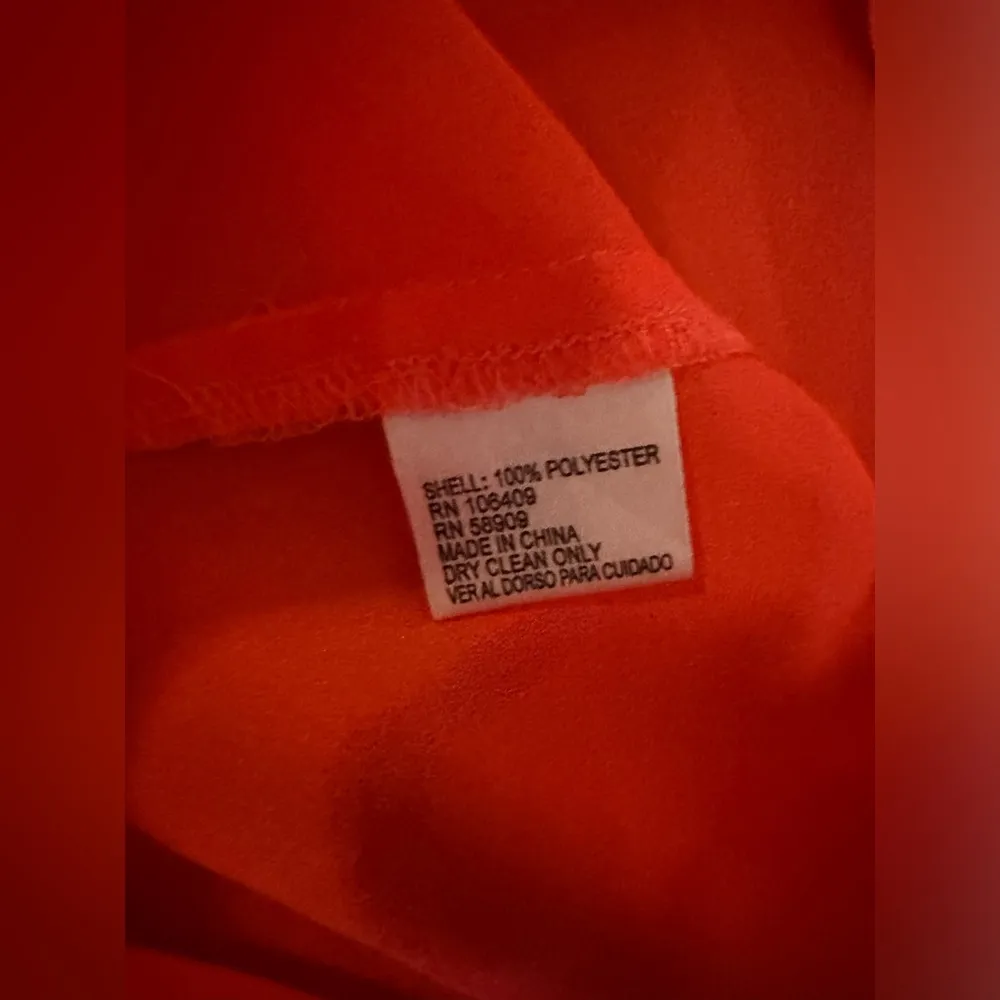 SHELL: 100% POLYESTER
RN 106409
RN 58909
MADE IN CHINA
DRY CLEAN ONLY
VER AL DORSO PARA CUIDADO